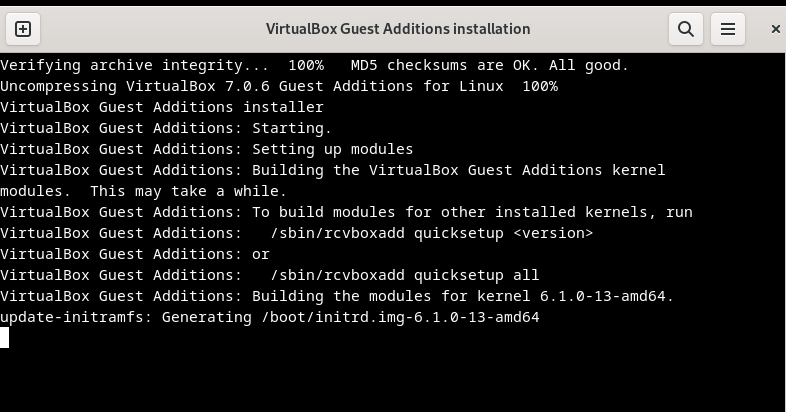 VirtualBox Guest Additions installation
Verifying archive integrity...  100%   MD5 checksums are OK. All good.
Uncompressing VirtualBox 7.0.6 Guest Additions for Linux  100%
VirtualBox Guest Additions installer
VirtualBox Guest Additions: Starting.
VirtualBox Guest Additions: Setting up modules
VirtualBox Guest Additions: Building the VirtualBox Guest Additions kernel
modules.  This may take a while.
VirtualBox Guest Additions: To build modules for other installed kernels, run
VirtualBox Guest Additions:   /sbin/rcvboxadd quicksetup <version>
VirtualBox Guest Additions: or
VirtualBox Guest Additions:   /sbin/rcvboxadd quicksetup all
VirtualBox Guest Additions: Building the modules for kernel 6.1.0-13-amd64.
update-initramfs: Generating /boot/initrd.img-6.1.0-13-amd64